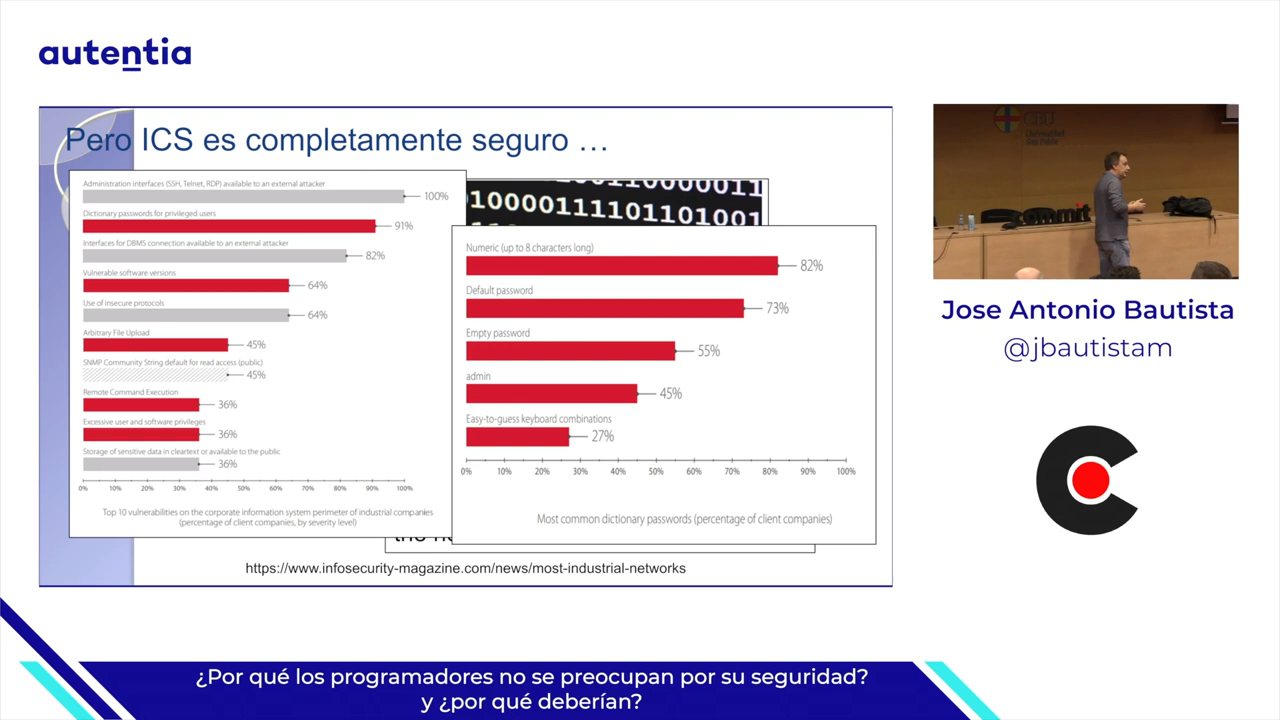 autentia
Pero ICS es completamente seguro …
Administration interfaces (SSH, Telnet, RDP) available to an external attacker
100%
Dictionary passwords for privileged users
91%
Interfaces for DBMS connection available to an external attacker
82%
Vulnerable software versions
64%
Use of insecure protocols
64%
Arbitrary File Upload
45%
SNMP Community String default for read access (public)
45%
Remote Command Execution
36%
Excessive user and software privileges
36%
Storage of sensitive data in cleartext or available to the public
36%
0% 10% 20% 30% 40% 50% 60% 70% 80% 90% 100%
Top 10 vulnerabilities on the corporate information system perimeter of industrial companies
(percentage of client companies, by severity level)
10000111101101001
Numeric (up to 8 characters long)
82%
Default password
73%
Empty password
55%
admin
45%
Easy-to-guess keyboard combinations
27%
0% 10% 20% 30% 40% 50% 60% 70% 80% 90% 100%
Most common dictionary passwords (percentage of client companies)
https://www.infosecurity-magazine.com/news/most-industrial-networks
CEU
Universidad
San Pablo
commit
Jose Antonio Bautista
@jbautistam
¿Por qué los programadores no se preocupan por su seguridad?
y ¿por qué deberían?